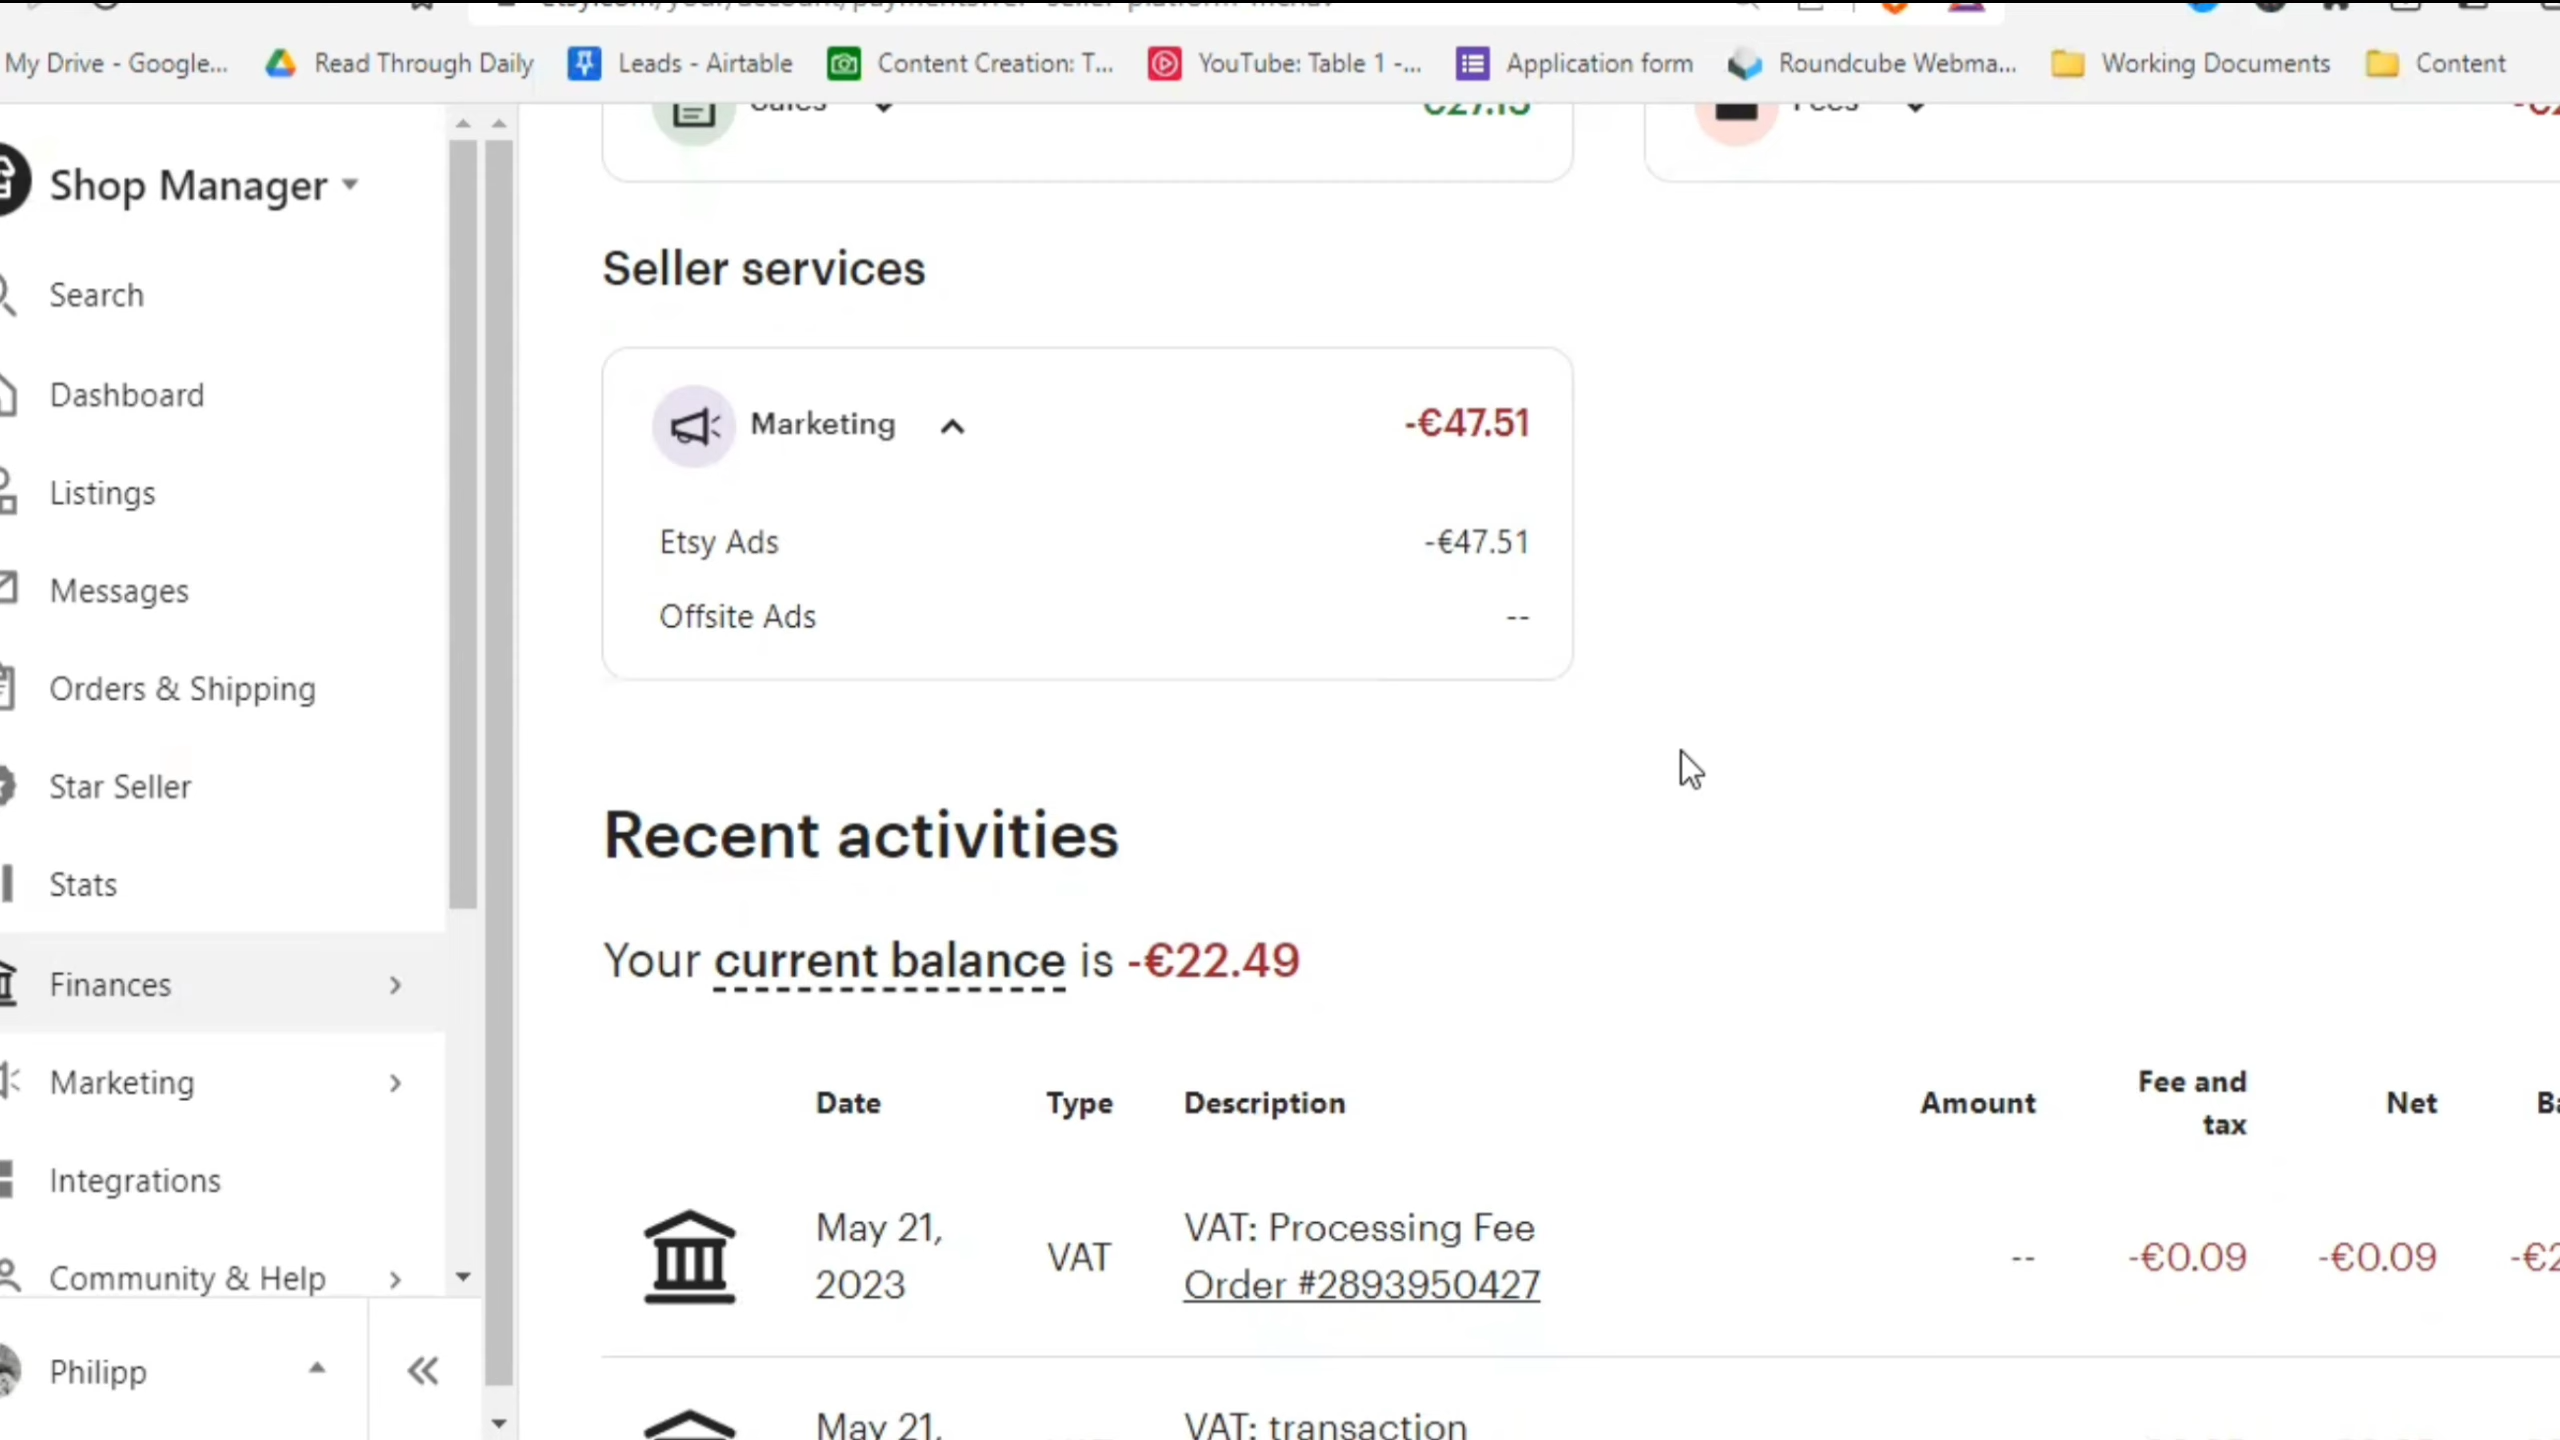 My Drive - Google...
Read Through Daily
Leads - Airtable
Content Creation: T...
YouTube: Table 1 -...
Application form
Roundcube Webma...
Working Documents
Content
Sales
€27.13
Fees
Shop Manager
Search
Dashboard
Listings
Messages
Orders & Shipping
Star Seller
Stats
Finances
Marketing
Integrations
Community & Help
Philipp
Seller services
Marketing
-€47.51
Etsy Ads
-€47.51
Offsite Ads
--
Recent activities
Your current balance is -€22.49
Date
Type
Description
Amount
Fee and
tax
Net
May 21,
2023
VAT
VAT: Processing Fee
Order #2893950427
--
-€0.09
-€0.09
May 21,
VAT: transaction